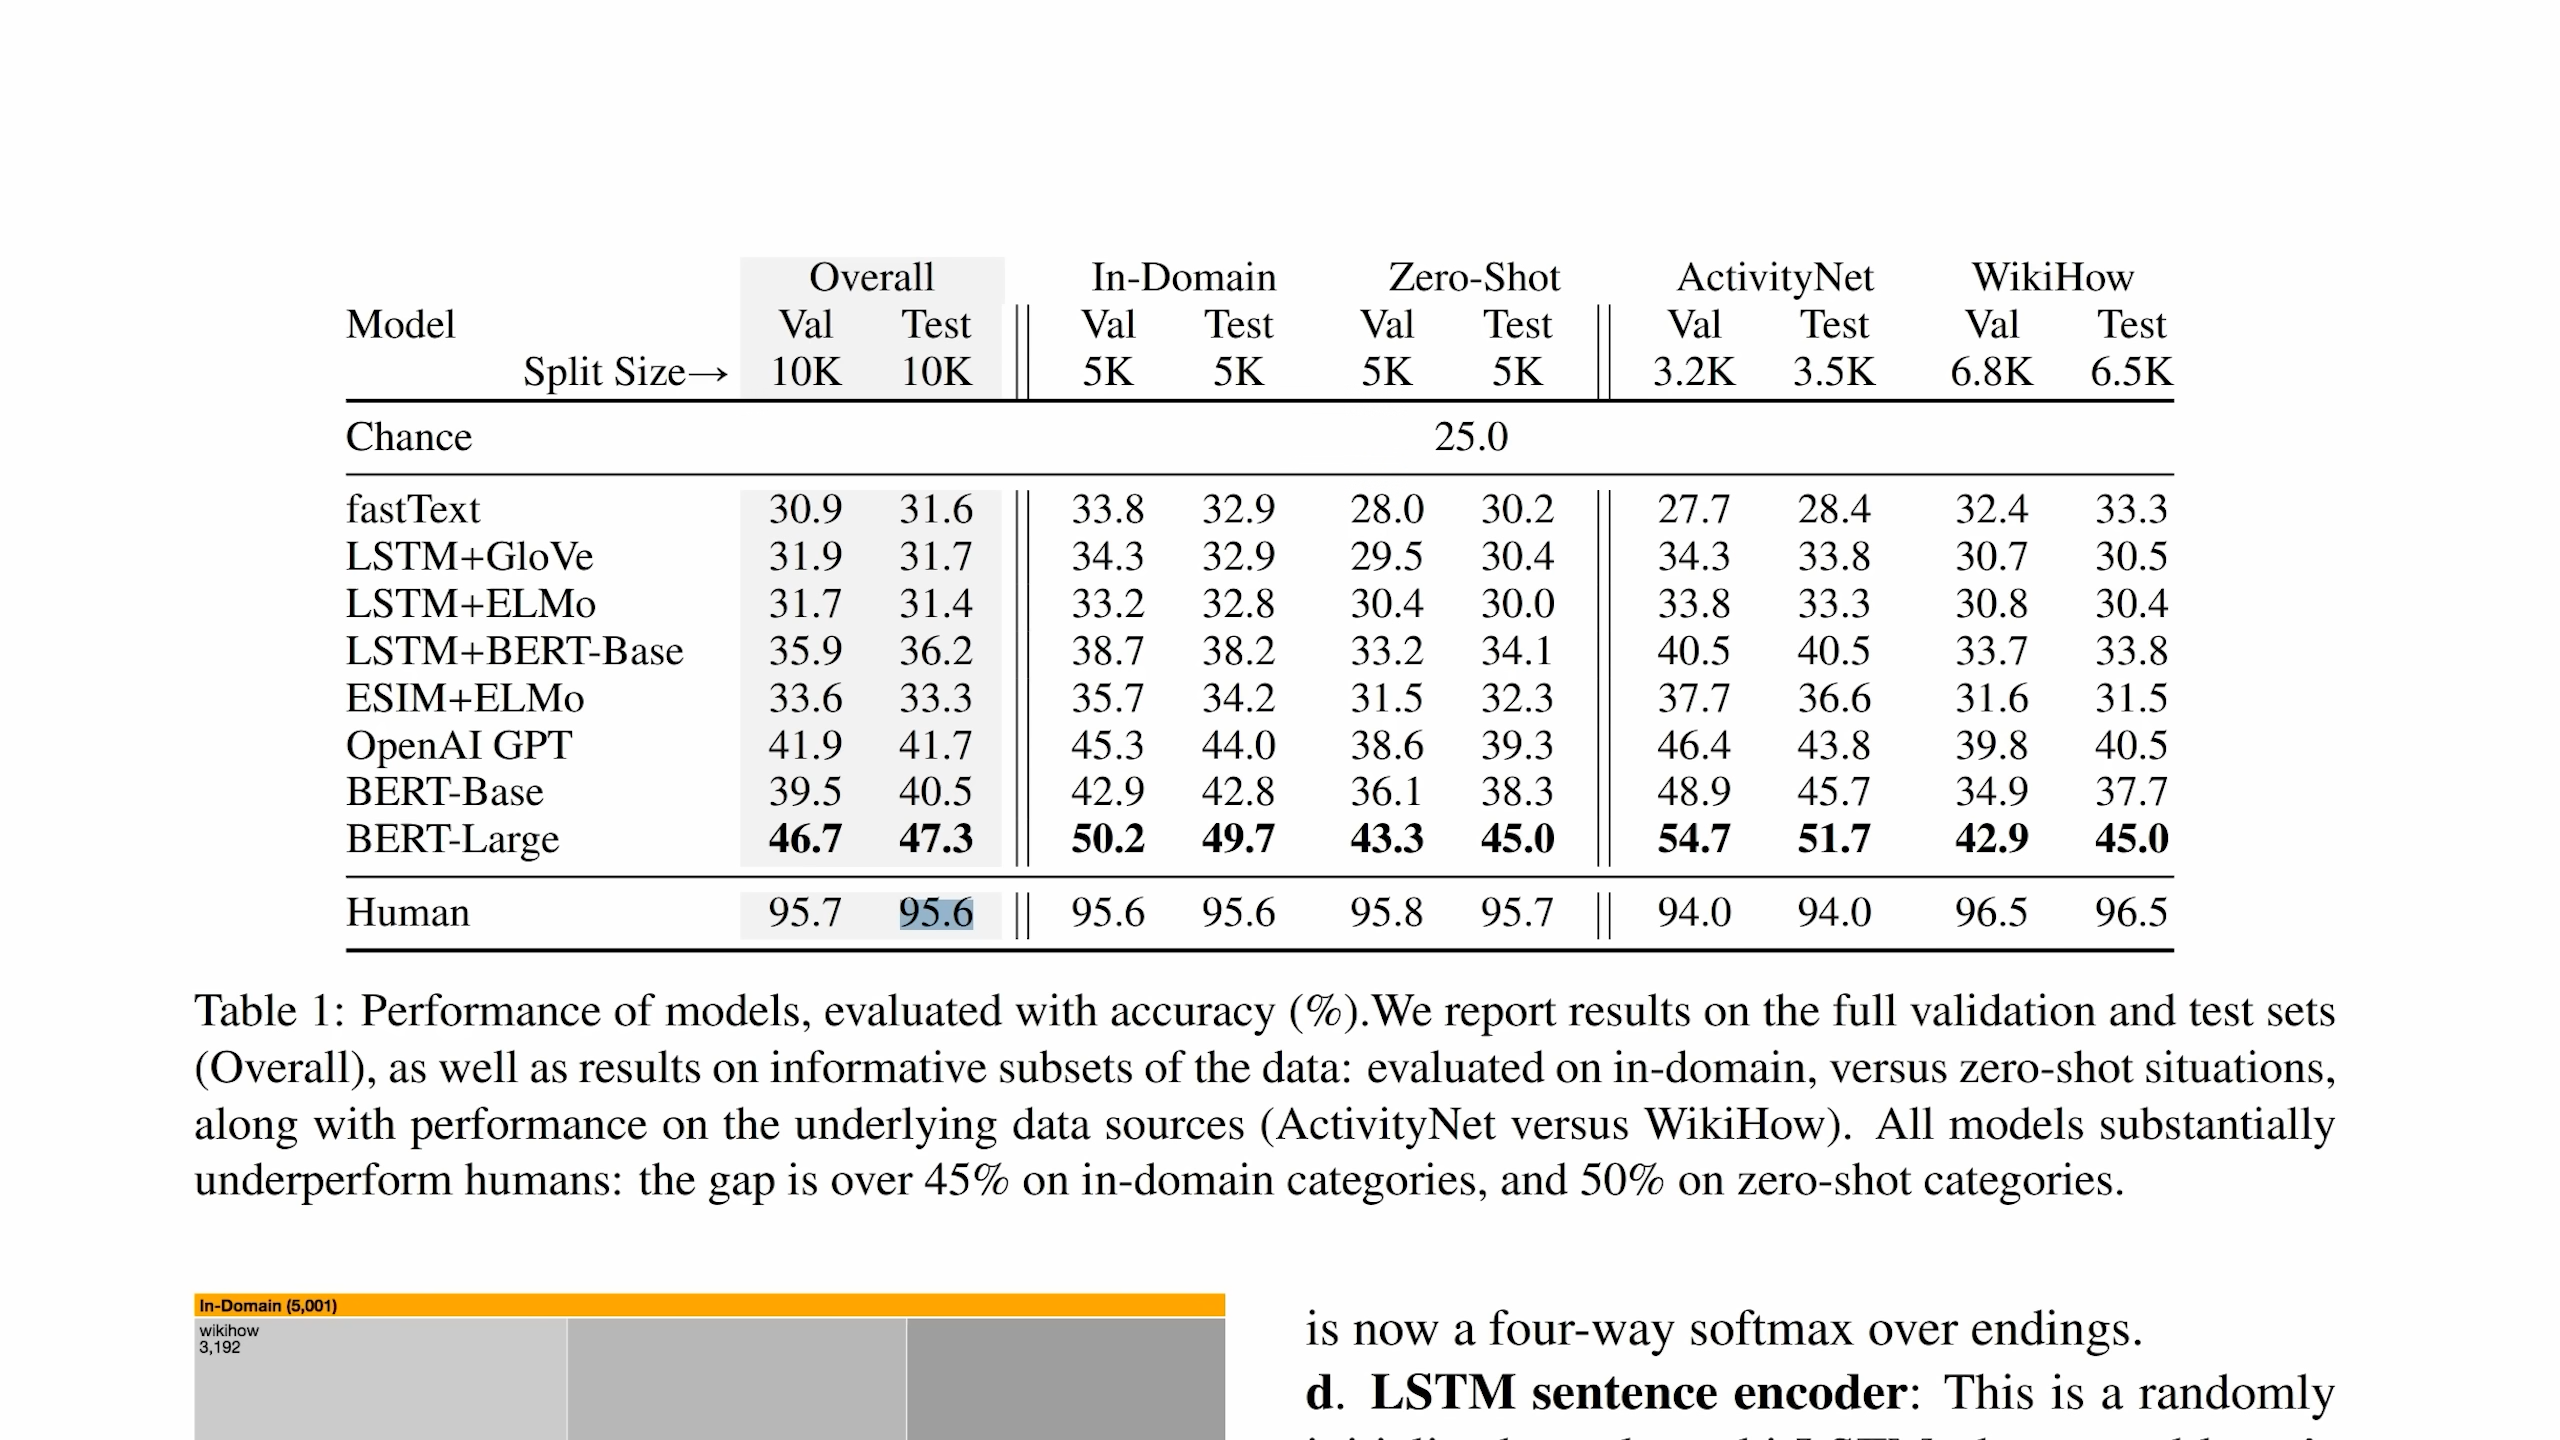 Overall In-Domain Zero-Shot ActivityNet WikiHow
Model Val Test Val Test Val Test Val Test Val Test
Split Size→ 10K 10K 5K 5K 5K 5K 3.2K 3.5K 6.8K 6.5K
Chance 25.0
fastText 30.9 31.6 33.8 32.9 28.0 30.2 27.7 28.4 32.4 33.3
LSTM+GloVe 31.9 31.7 34.3 32.9 29.5 30.4 34.3 33.8 30.7 30.5
LSTM+ELMo 31.7 31.4 33.2 32.8 30.4 30.0 33.8 33.3 30.8 30.4
LSTM+BERT-Base 35.9 36.2 38.7 38.2 33.2 34.1 40.5 40.5 33.7 33.8
ESIM+ELMo 33.6 33.3 35.7 34.2 31.5 32.3 37.7 36.6 31.6 31.5
OpenAI GPT 41.9 41.7 45.3 44.0 38.6 39.3 46.4 43.8 39.8 40.5
BERT-Base 39.5 40.5 42.9 42.8 36.1 38.3 48.9 45.7 34.9 37.7
BERT-Large 46.7 47.3 50.2 49.7 43.3 45.0 54.7 51.7 42.9 45.0
Human 95.7 95.6 95.6 95.6 95.8 95.7 94.0 94.0 96.5 96.5
Table 1: Performance of models, evaluated with accuracy (%).We report results on the full validation and test sets
(Overall), as well as results on informative subsets of the data: evaluated on in-domain, versus zero-shot situations,
along with performance on the underlying data sources (ActivityNet versus WikiHow). All models substantially
underperform humans: the gap is over 45% on in-domain categories, and 50% on zero-shot categories.
In-Domain (5,001)
wikihow
3,192
is now a four-way softmax over endings.
d. LSTM sentence encoder: This is a randomly